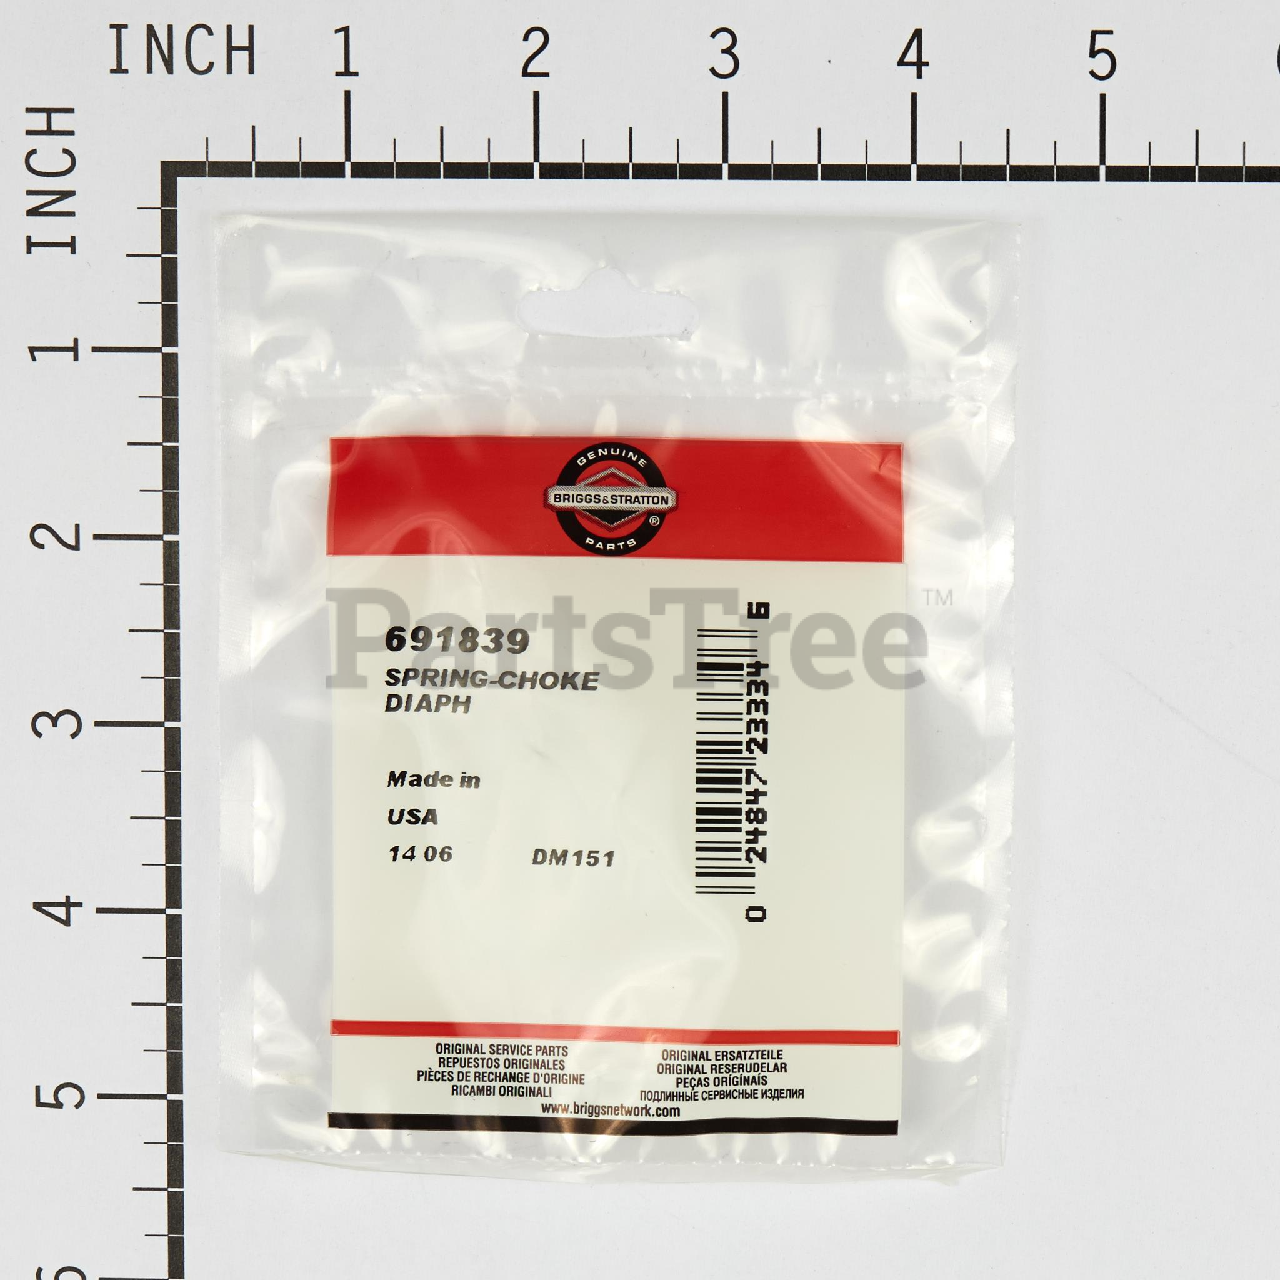 INCH 1 2 3 4 5
INCH
1
2
3
4
5
6
GENUINE
BRIGGS&STRATTON
®
PARTS
PartsTree™
691839
SPRING-CHOKE
DIAPH
Made in
USA
14 06 DM151
0 24847 23334 6
ORIGINAL SERVICE PARTS
REPUESTOS ORIGINALES
PIÈCES DE RECHANGE D'ORIGINE
RICAMBI ORIGINALI
ORIGINAL ERSATZTEILE
ORIGINAL RESERUDELAR
PEÇAS ORIGINAIS
ПОДЛИННЫЕ СЕРВИСНЫЕ ИЗДЕЛИЯ
www.briggsnetwork.com